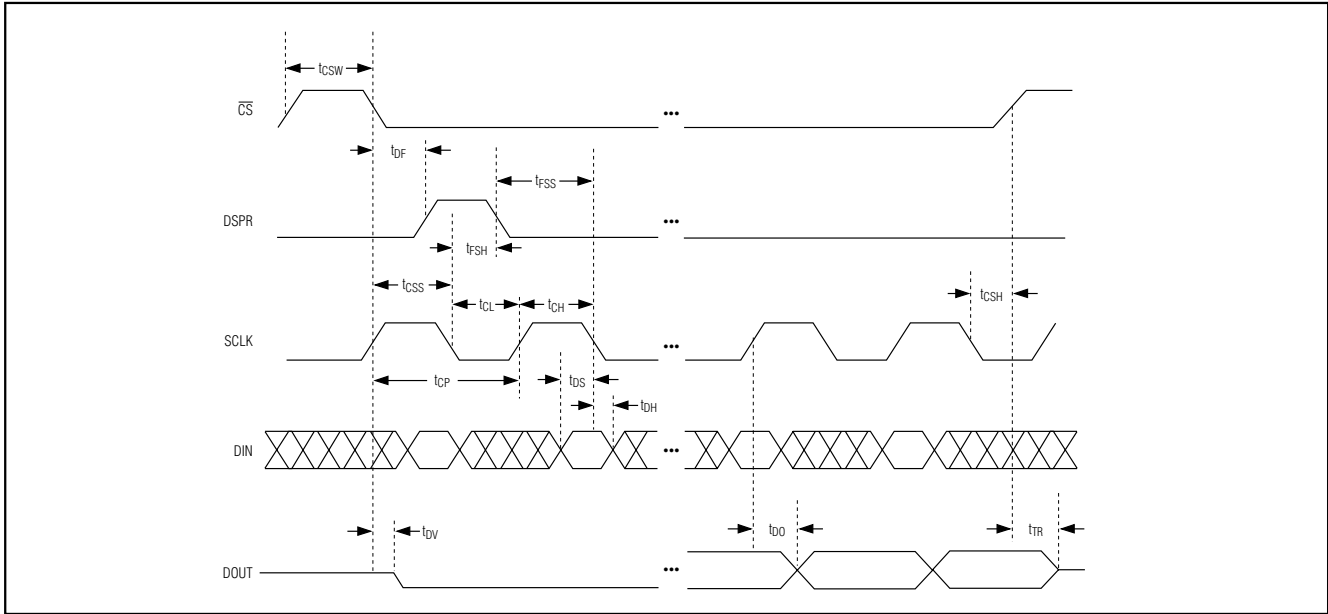 tCSW
CS
•••
tDF
tFSS
DSPR
•••
tFSH
tCSS
tCL
tCH
tCSH
SCLK
•••
tCP
tDS
tDH
DIN
•••
tDV
tDO
tTR
DOUT
•••